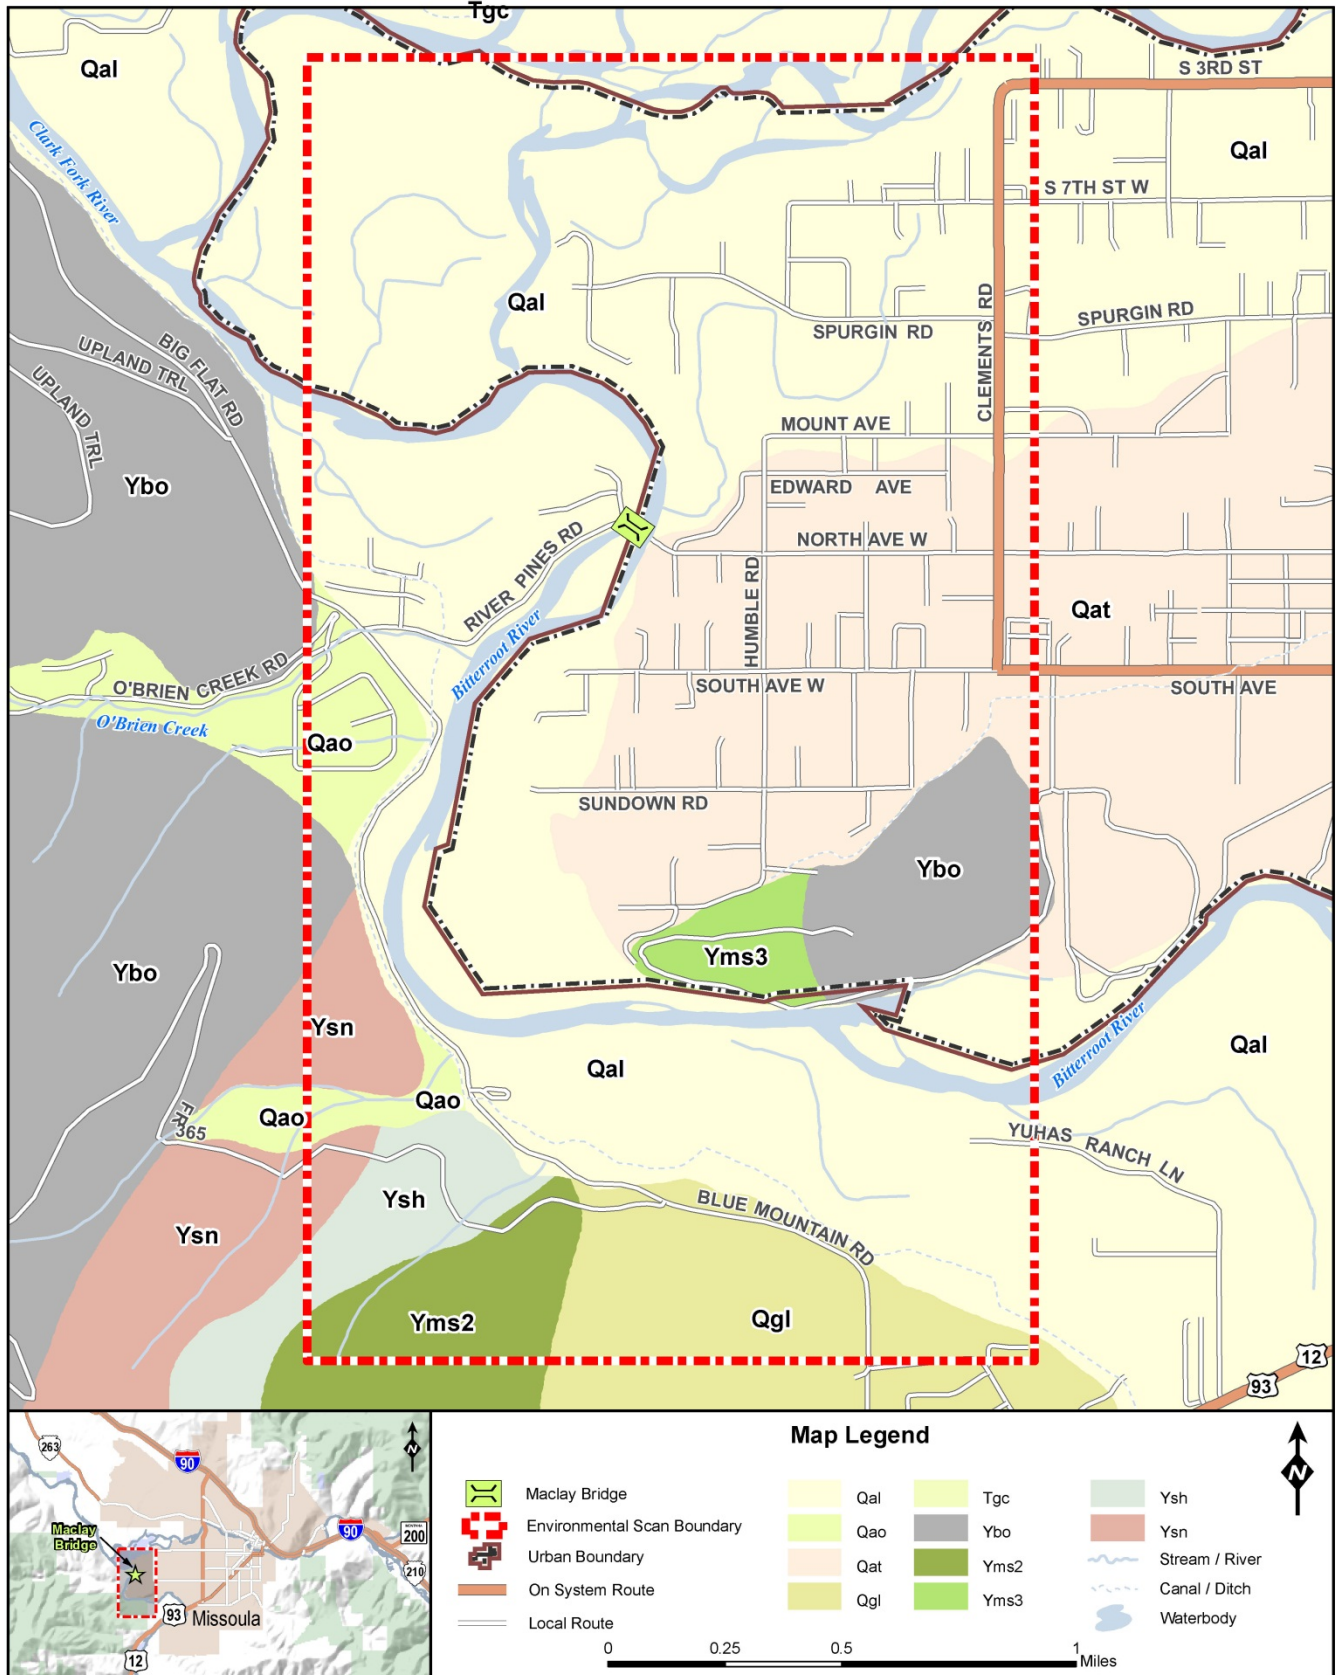 Tgc
Qal
S 3RD ST
Qal
Clark Fork River
S 7TH ST W
Qal
CLEMENTS RD
SPURGIN RD
SPURGIN RD
BIG FLAT RD
UPLAND TRL
UPLAND TRL
MOUNT AVE
Ybo
EDWARD AVE
NORTH AVE W
RIVER PINES RD
HUMBLE RD
Qat
Bitterroot River
O'BRIEN CREEK RD
SOUTH AVE W
SOUTH AVE
O'Brien Creek
Qao
SUNDOWN RD
Ybo
Yms3
Ybo
Ysn
Bitterroot River
Qal
Qal
Qao
Qao
FR 365
YUHAS RANCH LN
Ysh
BLUE MOUNTAIN RD
Ysn
Yms2
Qgl
12
93
263
90
Maclay
Bridge
90
MONTANA
200
210
93
Missoula
12
N
Map Legend
N
Maclay Bridge
Environmental Scan Boundary
Urban Boundary
On System Route
Local Route
Qal
Qao
Qat
Qgl
Tgc
Ybo
Yms2
Yms3
Ysh
Ysn
Stream / River
Canal / Ditch
Waterbody
0 0.25 0.5 1
Miles